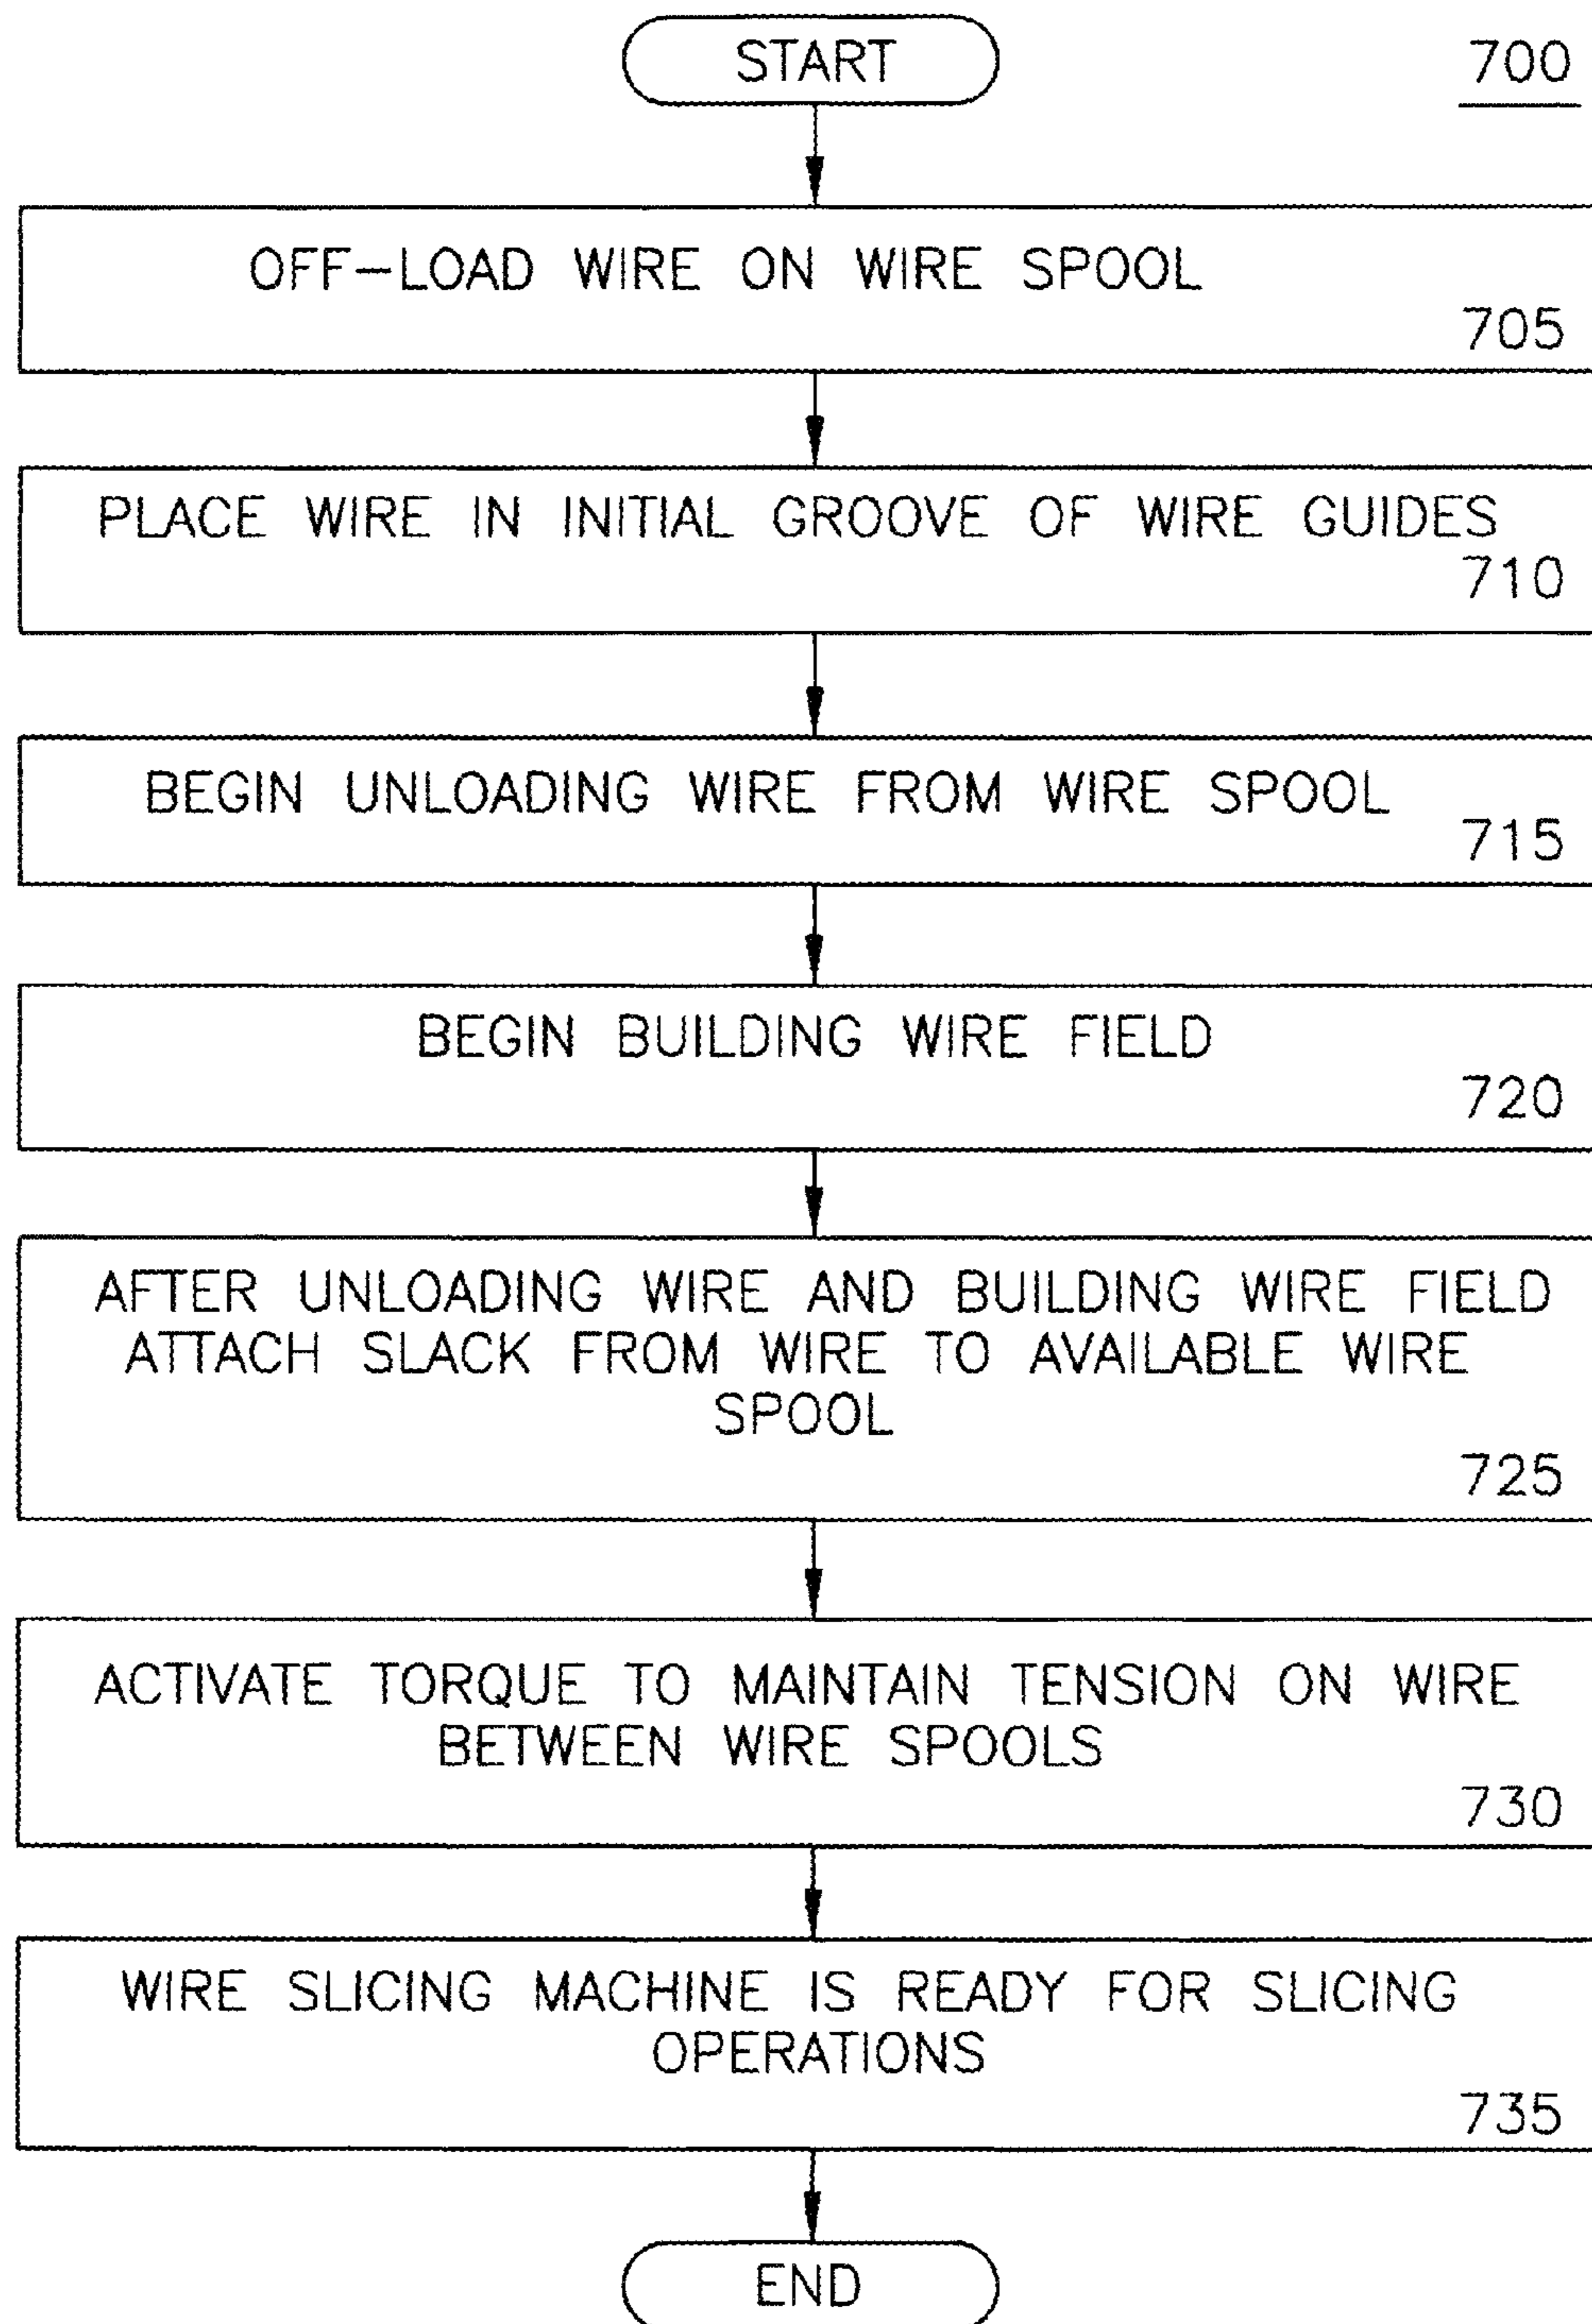 START
700
OFF-LOAD WIRE ON WIRE SPOOL
705
PLACE WIRE IN INITIAL GROOVE OF WIRE GUIDES
710
BEGIN UNLOADING WIRE FROM WIRE SPOOL
715
BEGIN BUILDING WIRE FIELD
720
AFTER UNLOADING WIRE AND BUILDING WIRE FIELD
ATTACH SLACK FROM WIRE TO AVAILABLE WIRE
SPOOL
725
ACTIVATE TORQUE TO MAINTAIN TENSION ON WIRE
BETWEEN WIRE SPOOLS
730
WIRE SLICING MACHINE IS READY FOR SLICING
OPERATIONS
735
END